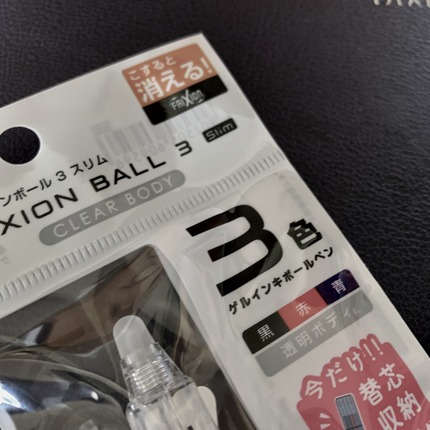 こすると
消える!
FRIXION
ンボール 3 スリム
XION BALL 3 Slim
CLEAR BODY
3色
ゲルインキボールペン
黒 赤 青
透明ボディ
今だけ!!
替芯
収納